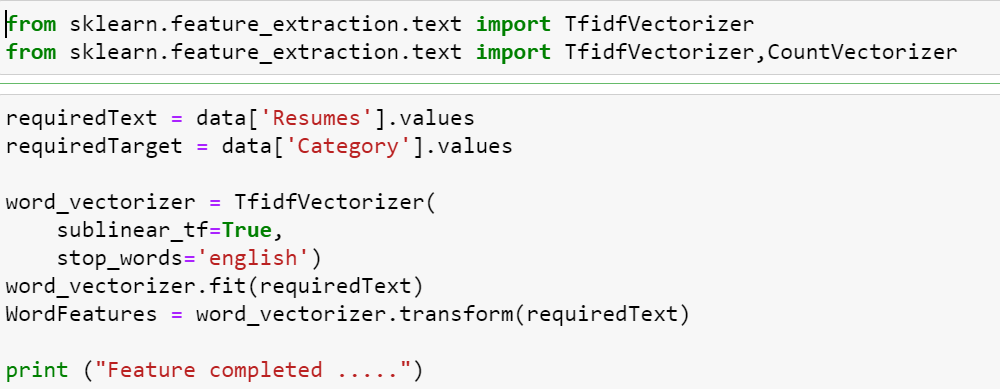 from sklearn.feature_extraction.text import TfidfVectorizer
from sklearn.feature_extraction.text import TfidfVectorizer,CountVectorizer
requiredText = data['Resumes'].values
requiredTarget = data['Category'].values
word_vectorizer = TfidfVectorizer(
    sublinear_tf=True,
    stop_words='english')
word_vectorizer.fit(requiredText)
WordFeatures = word_vectorizer.transform(requiredText)
print ("Feature completed .....")